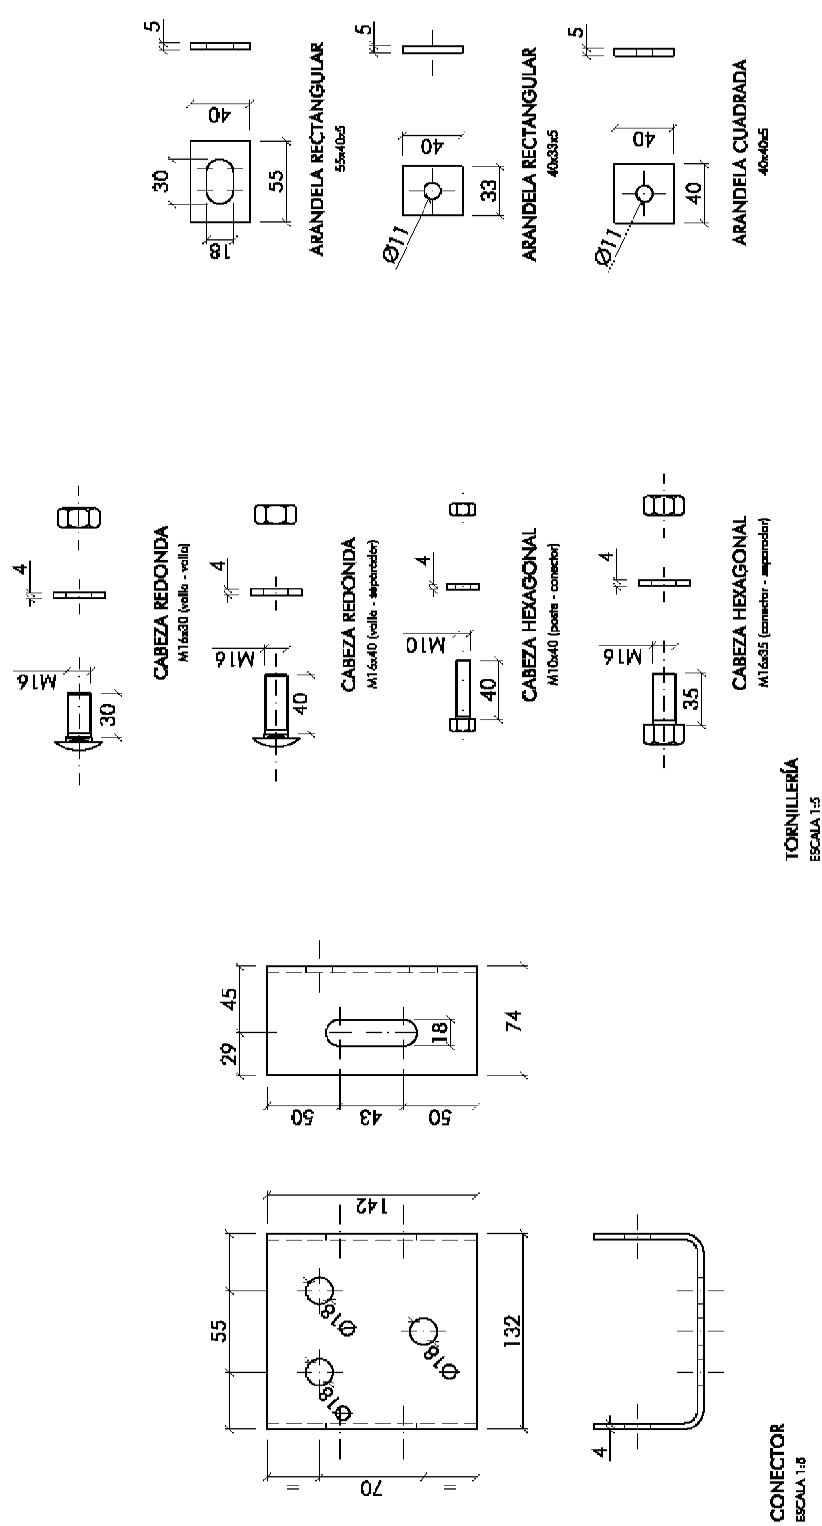 5
40
30
55
18
ARANDELA RECTANGULAR
55x40x5
5
40
33
Ø11
ARANDELA RECTANGULAR
40x33x5
5
40
40
Ø11
ARANDELA CUADRADA
40x40x5
4
M16
30
CABEZA REDONDA
M16x30 (valla - valla)
4
M16
40
CABEZA REDONDA
M16x40 (valla - separador)
4
M10
40
CABEZA HEXAGONAL
M10x40 (poste - conector)
4
M16
35
CABEZA HEXAGONAL
M16x35 (conector - separador)
TORNILLERÍA
ESCALA 1:5
45
29
18
74
50
43
50
142
55
Ø18
Ø18
Ø18
132
=
70
=
4
CONECTOR
ESCALA 1:5